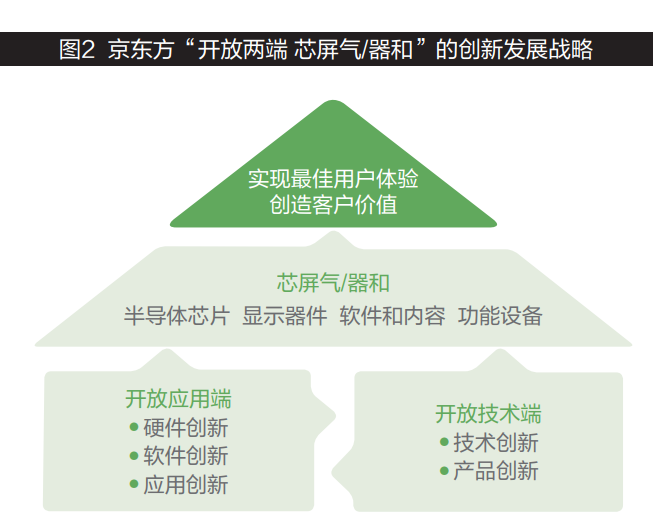 图2 京东方“开放两端 芯屏气/器和”的创新发展战略
实现最佳用户体验
创造客户价值
芯屏气/器和
半导体芯片 显示器件 软件和内容 功能设备
开放应用端
•硬件创新
•软件创新
•应用创新
开放技术端
•技术创新
•产品创新